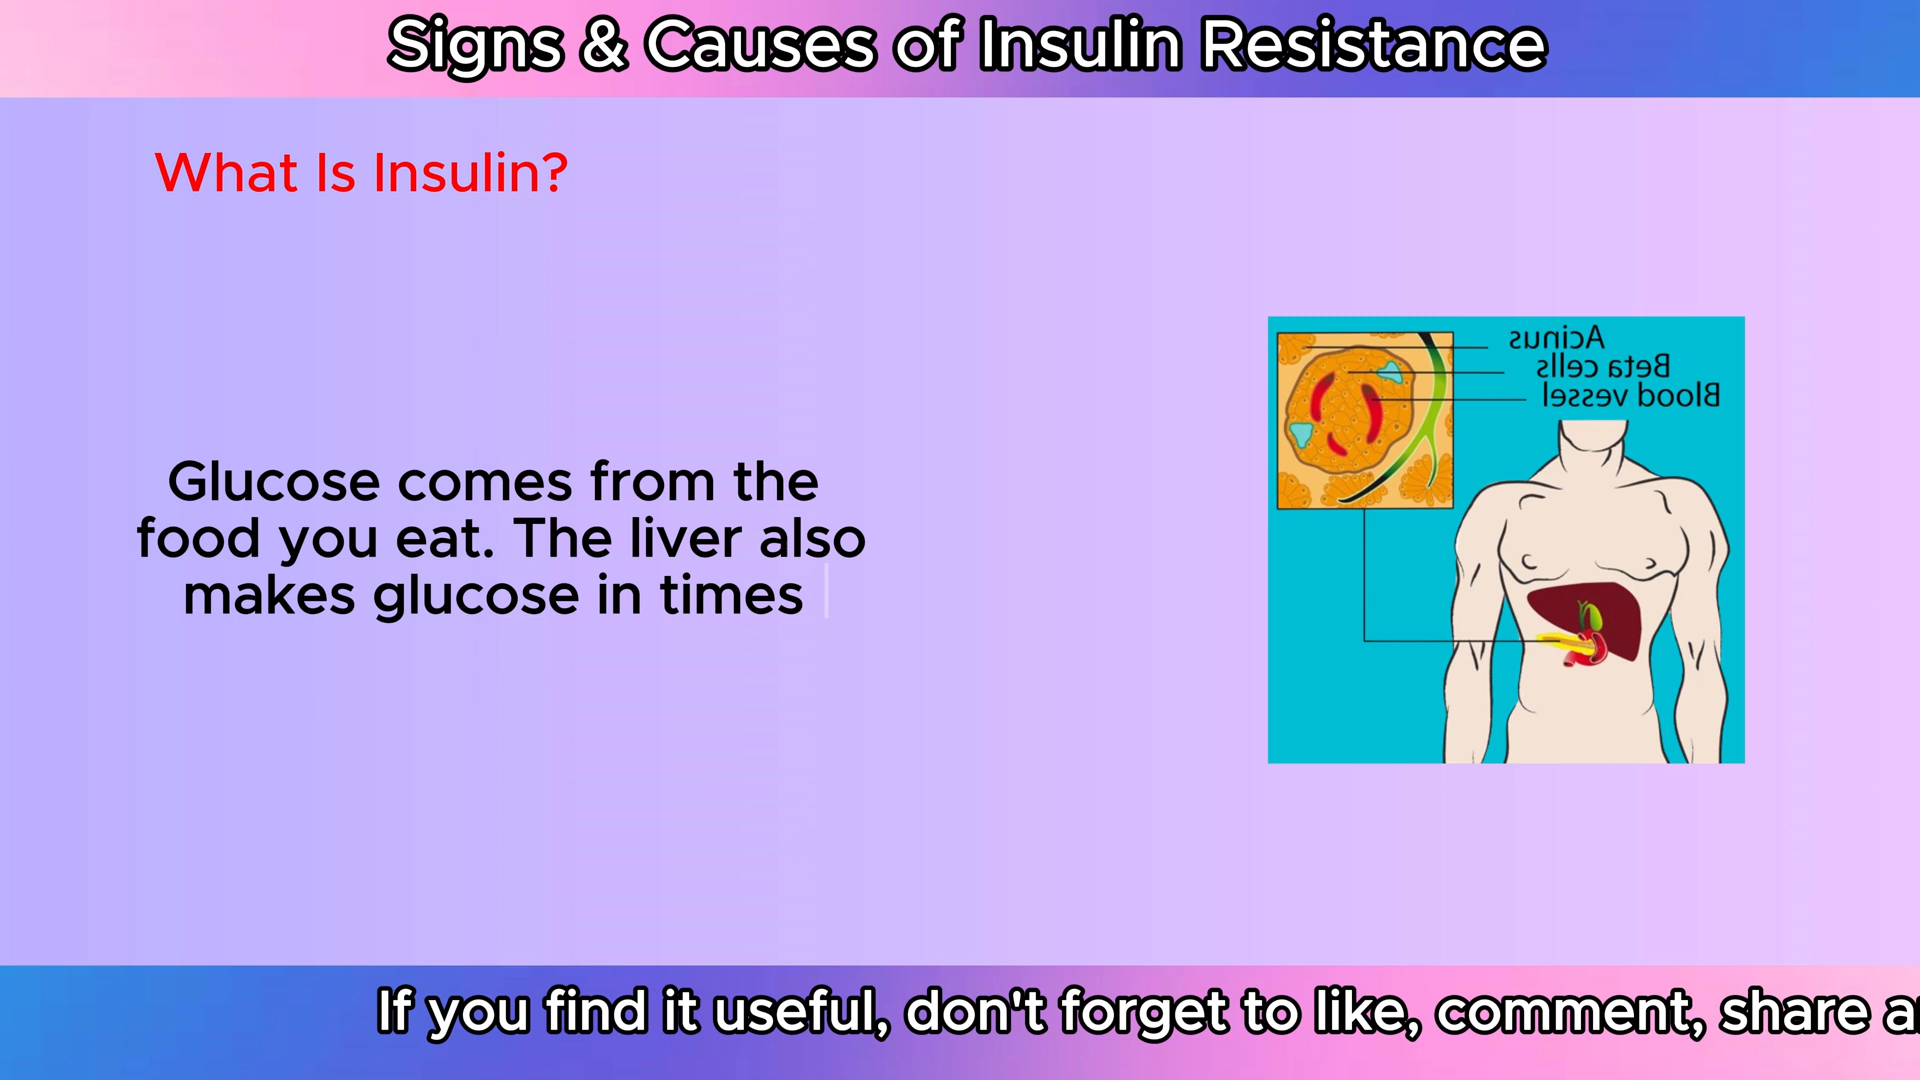 Signs & Causes of Insulin Resistance
What Is Insulin?
Glucose comes from the
food you eat. The liver also
makes glucose in times
Acinus
Beta cells
Blood vessel
If you find it useful, don't forget to like, comment, share